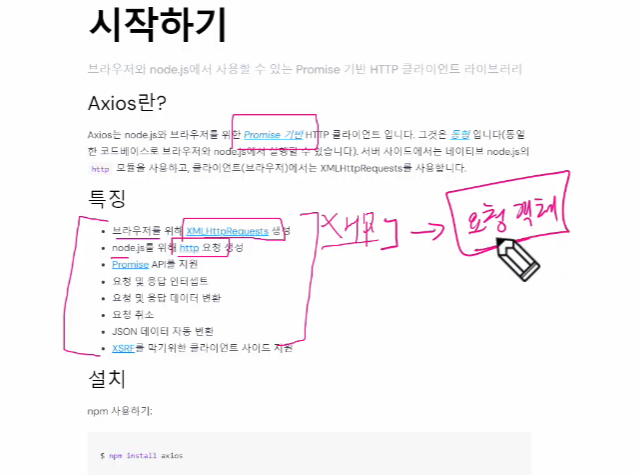 시작하기
브라우저와 node.js에서 사용할 수 있는 Promise 기반 HTTP 클라이언트 라이브러리
Axios란?
Axios는 node.js와 브라우저를 위한 Promise 기반 HTTP 클라이언트 입니다. 그것은 동형 입니다(동일
한 코드베이스로 브라우저와 node.js에서 실행할 수 있습니다). 서버 사이드에서는 네이티브 node.js의
http 모듈을 사용하고, 클라이언트(브라우저)에서는 XMLHttpRequests를 사용합니다.
특징
• 브라우저를 위해 XMLHttpRequests 생성
• node.js를 위해 http 요청 생성
• Promise API를 지원
• 요청 및 응답 인터셉트
• 요청 및 응답 데이터 변환
• 요청 취소
• JSON 데이터 자동 변환
• XSRF를 막기위한 클라이언트 사이드 지원
→ 요청 객체
설치
npm 사용하기:
$ npm install axios